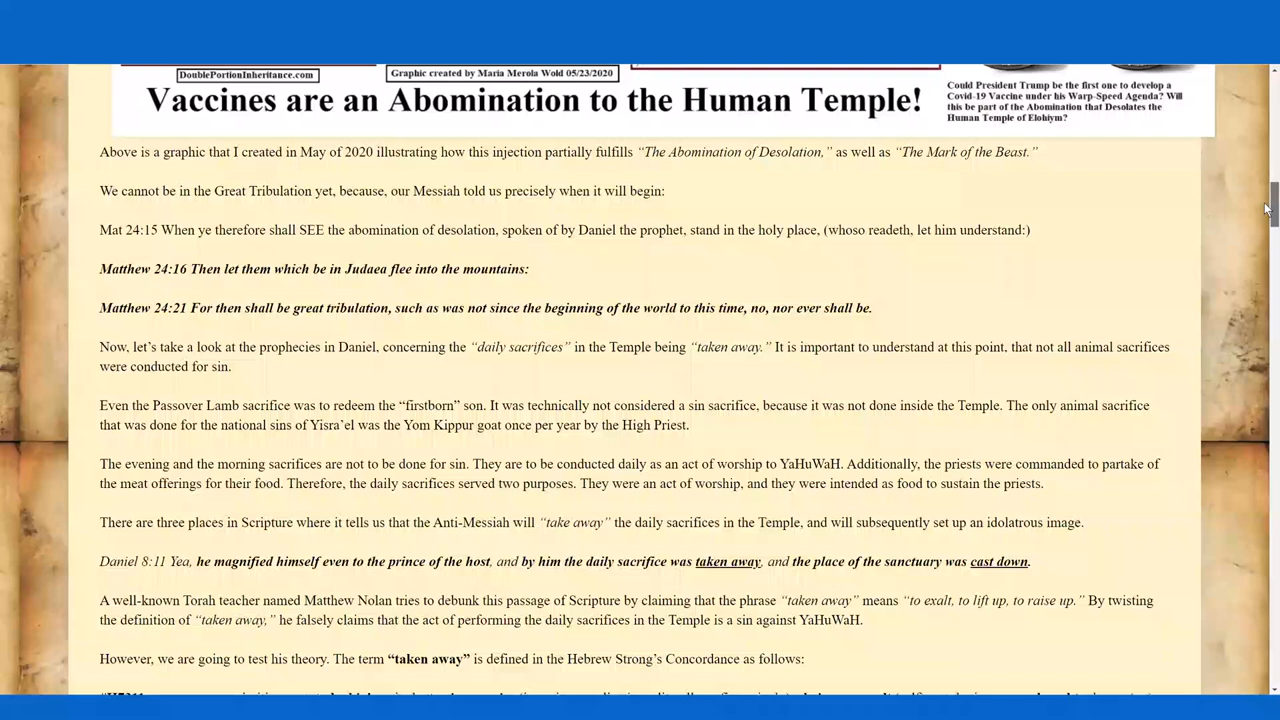 DoublePortionInheritance.com
Graphic created by Maria Merola Wold 05/23/2020
Vaccines are an Abomination to the Human Temple!
Could President Trump be the first one to develop a
Covid-19 Vaccine under his Warp-Speed Agenda? Will
this be part of the Abomination that Desolates the
Human Temple of Elohiym?
Above is a graphic that I created in May of 2020 illustrating how this injection partially fulfills “The Abomination of Desolation,” as well as “The Mark of the Beast.”
We cannot be in the Great Tribulation yet, because, our Messiah told us precisely when it will begin:
Mat 24:15 When ye therefore shall SEE the abomination of desolation, spoken of by Daniel the prophet, stand in the holy place, (whoso readeth, let him understand:)
Matthew 24:16 Then let them which be in Judaea flee into the mountains:
Matthew 24:21 For then shall be great tribulation, such as was not since the beginning of the world to this time, no, nor ever shall be.
Now, let’s take a look at the prophecies in Daniel, concerning the “daily sacrifices” in the Temple being “taken away.” It is important to understand at this point, that not all animal sacrifices
were conducted for sin.
Even the Passover Lamb sacrifice was to redeem the “firstborn” son. It was technically not considered a sin sacrifice, because it was not done inside the Temple. The only animal sacrifice
that was done for the national sins of Yisra’el was the Yom Kippur goat once per year by the High Priest.
The evening and the morning sacrifices are not to be done for sin. They are to be conducted daily as an act of worship to YaHuWaH. Additionally, the priests were commanded to partake of
the meat offerings for their food. Therefore, the daily sacrifices served two purposes. They were an act of worship, and they were intended as food to sustain the priests.
There are three places in Scripture where it tells us that the Anti-Messiah will “take away” the daily sacrifices in the Temple, and will subsequently set up an idolatrous image.
Daniel 8:11 Yea, he magnified himself even to the prince of the host, and by him the daily sacrifice was taken away, and the place of the sanctuary was cast down.
A well-known Torah teacher named Matthew Nolan tries to debunk this passage of Scripture by claiming that the phrase “taken away” means “to exalt, to lift up, to raise up.” By twisting
the definition of “taken away,” he falsely claims that the act of performing the daily sacrifices in the Temple is a sin against YaHuWaH.
However, we are going to test his theory. The term “taken away” is defined in the Hebrew Strong’s Concordance as follows: